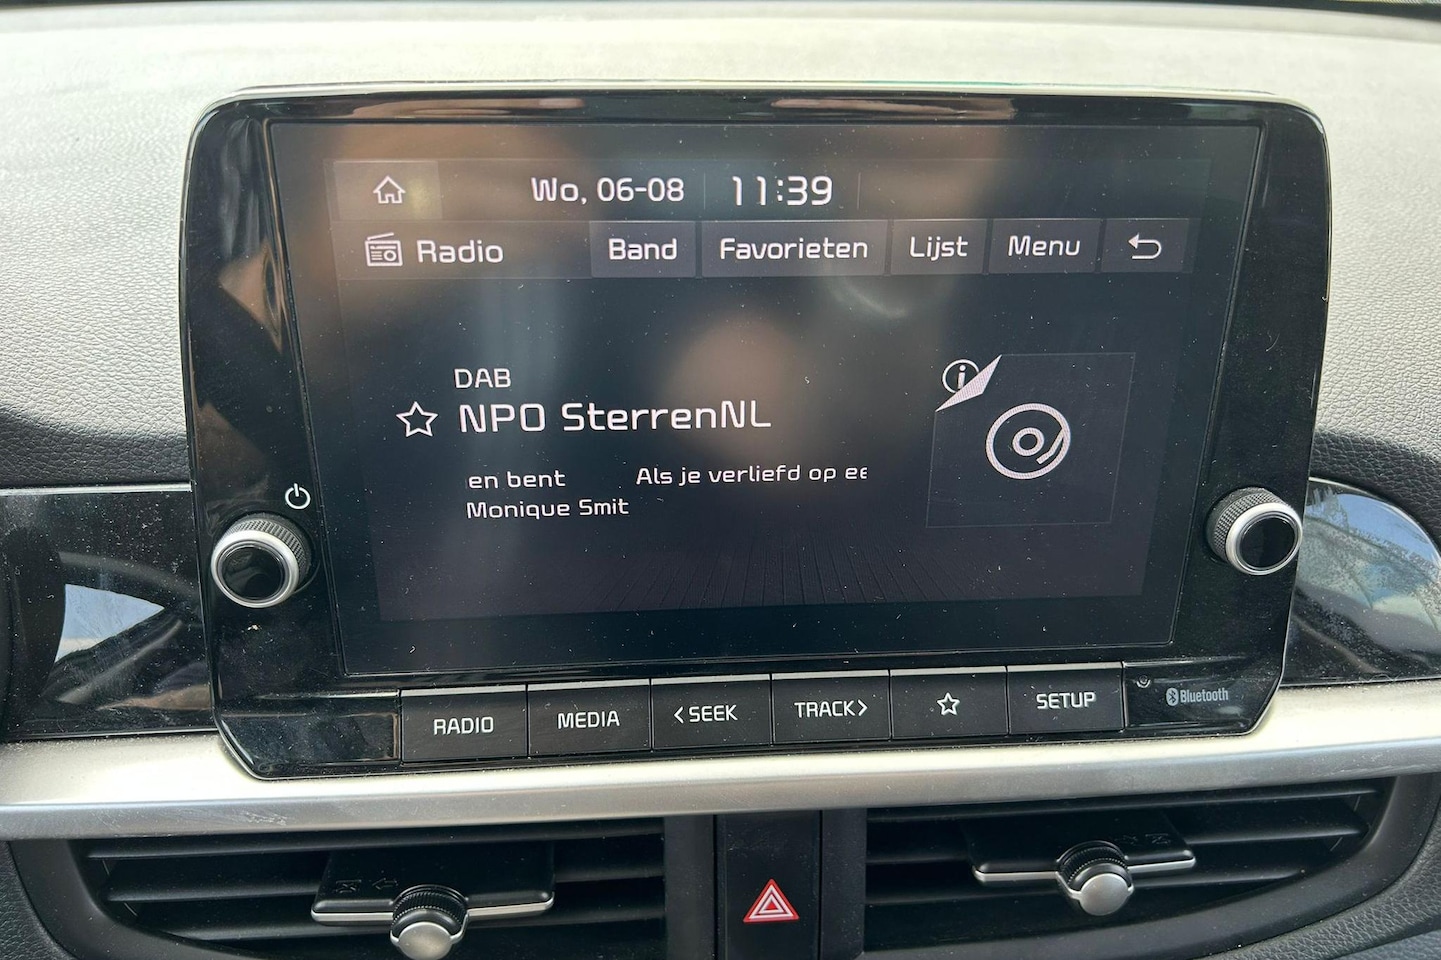 Wo, 06-08 11:39
Radio Band Favorieten Lijst Menu
DAB
NPO SterrenNL
en bent Als je verliefd op ee
Monique Smit
RADIO MEDIA <SEEK TRACK> SETUP
Bluetooth